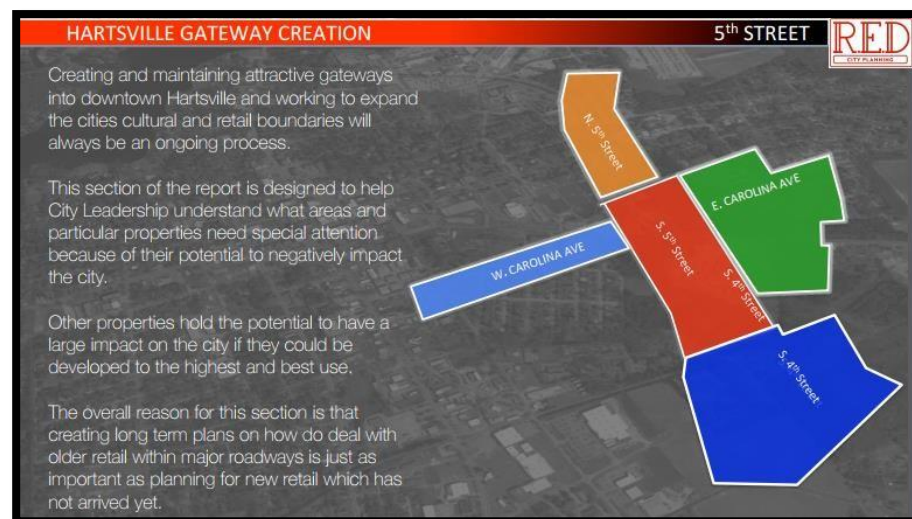 HARTSVILLE GATEWAY CREATION
5th STREET
R.E.D
CITY PLANNING
Creating and maintaining attractive gateways
into downtown Hartsville and working to expand
the cities cultural and retail boundaries will
always be an ongoing process.
This section of the report is designed to help
City Leadership understand what areas and
particular properties need special attention
because of their potential to negatively impact
the city.
Other properties hold the potential to have a
large impact on the city if they could be
developed to the highest and best use.
The overall reason for this section is that
creating long term plans on how do deal with
older retail within major roadways is just as
important as planning for new retail which has
not arrived yet.
N. 5th Street
E. CAROLINA AVE
S. 5th Street
W. CAROLINA AVE
S. 4th Street
S. 4th Street